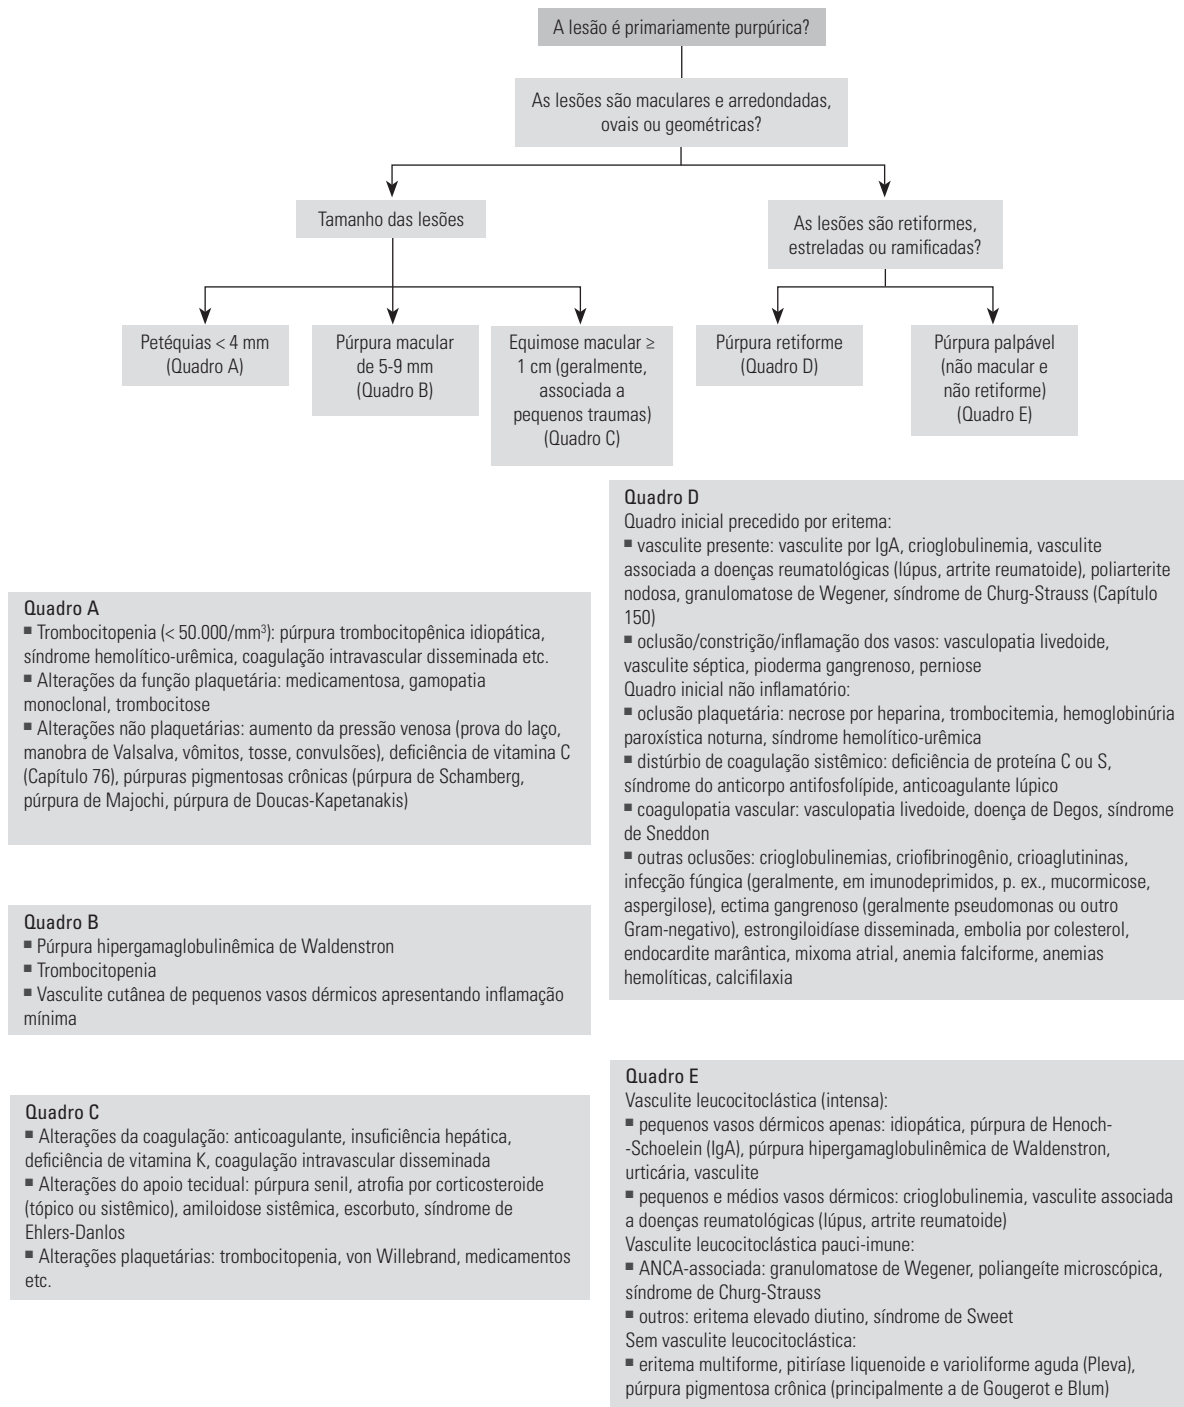 A lesão é primariamente purpúrica?
As lesões são maculares e arredondadas,
ovais ou geométricas?
Tamanho das lesões
As lesões são retiformes,
estreladas ou ramificadas?
Petéquias < 4 mm
(Quadro A)
Púrpura macular
de 5-9 mm
(Quadro B)
Equimose macular ≥
1 cm (geralmente,
associada a
pequenos traumas)
(Quadro C)
Púrpura retiforme
(Quadro D)
Púrpura palpável
(não macular e
não retiforme)
(Quadro E)
Quadro A
■ Trombocitopenia (< 50.000/mm³): púrpura trombocitopênica idiopática,
síndrome hemolítico-urêmica, coagulação intravascular disseminada etc.
■ Alterações da função plaquetária: medicamentosa, gamopatia
monoclonal, trombocitose
■ Alterações não plaquetárias: aumento da pressão venosa (prova do laço,
manobra de Valsalva, vômitos, tosse, convulsões), deficiência de vitamina C
(Capítulo 76), púrpuras pigmentosas crônicas (púrpura de Schamberg,
púrpura de Majochi, púrpura de Doucas-Kapetanakis)
Quadro B
■ Púrpura hipergamaglobulinêmica de Waldenstron
■ Trombocitopenia
■ Vasculite cutânea de pequenos vasos dérmicos apresentando inflamação
mínima
Quadro C
■ Alterações da coagulação: anticoagulante, insuficiência hepática,
deficiência de vitamina K, coagulação intravascular disseminada
■ Alterações do apoio tecidual: púrpura senil, atrofia por corticosteroide
(tópico ou sistêmico), amiloidose sistêmica, escorbuto, síndrome de
Ehlers-Danlos
■ Alterações plaquetárias: trombocitopenia, von Willebrand, medicamentos
etc.
Quadro D
Quadro inicial precedido por eritema:
■ vasculite presente: vasculite por IgA, crioglobulinemia, vasculite
associada a doenças reumatológicas (lúpus, artrite reumatoide), poliarterite
nodosa, granulomatose de Wegener, síndrome de Churg-Strauss (Capítulo
150)
■ oclusão/constrição/inflamação dos vasos: vasculopatia livedoide,
vasculite séptica, pioderma gangrenoso, perniose
Quadro inicial não inflamatório:
■ oclusão plaquetária: necrose por heparina, trombocitemia, hemoglobinúria
paroxística noturna, síndrome hemolítico-urêmica
■ distúrbio de coagulação sistêmico: deficiência de proteína C ou S,
síndrome do anticorpo antifosfolípide, anticoagulante lúpico
■ coagulopatia vascular: vasculopatia livedoide, doença de Degos, síndrome
de Sneddon
■ outras oclusões: crioglobulinemias, criofibrinogênio, crioaglutininas,
infecção fúngica (geralmente, em imunodeprimidos, p. ex., mucormicose,
aspergilose), ectima gangrenoso (geralmente pseudomonas ou outro
Gram-negativo), estrongiloidíase disseminada, embolia por colesterol,
endocardite marântica, mixoma atrial, anemia falciforme, anemias
hemolíticas, calcifilaxia
Quadro E
Vasculite leucocitoclástica (intensa):
■ pequenos vasos dérmicos apenas: idiopática, púrpura de Henoch-
-Schoelein (IgA), púrpura hipergamaglobulinêmica de Waldenstron,
urticária, vasculite
■ pequenos e médios vasos dérmicos: crioglobulinemia, vasculite associada
a doenças reumatológicas (lúpus, artrite reumatoide)
Vasculite leucocitoclástica pauci-imune:
■ ANCA-associada: granulomatose de Wegener, poliangeíte microscópica,
síndrome de Churg-Strauss
■ outros: eritema elevado diutino, síndrome de Sweet
Sem vasculite leucocitoclástica:
■ eritema multiforme, pitiríase liquenoide e varioliforme aguda (Pleva),
púrpura pigmentosa crônica (principalmente a de Gougerot e Blum)